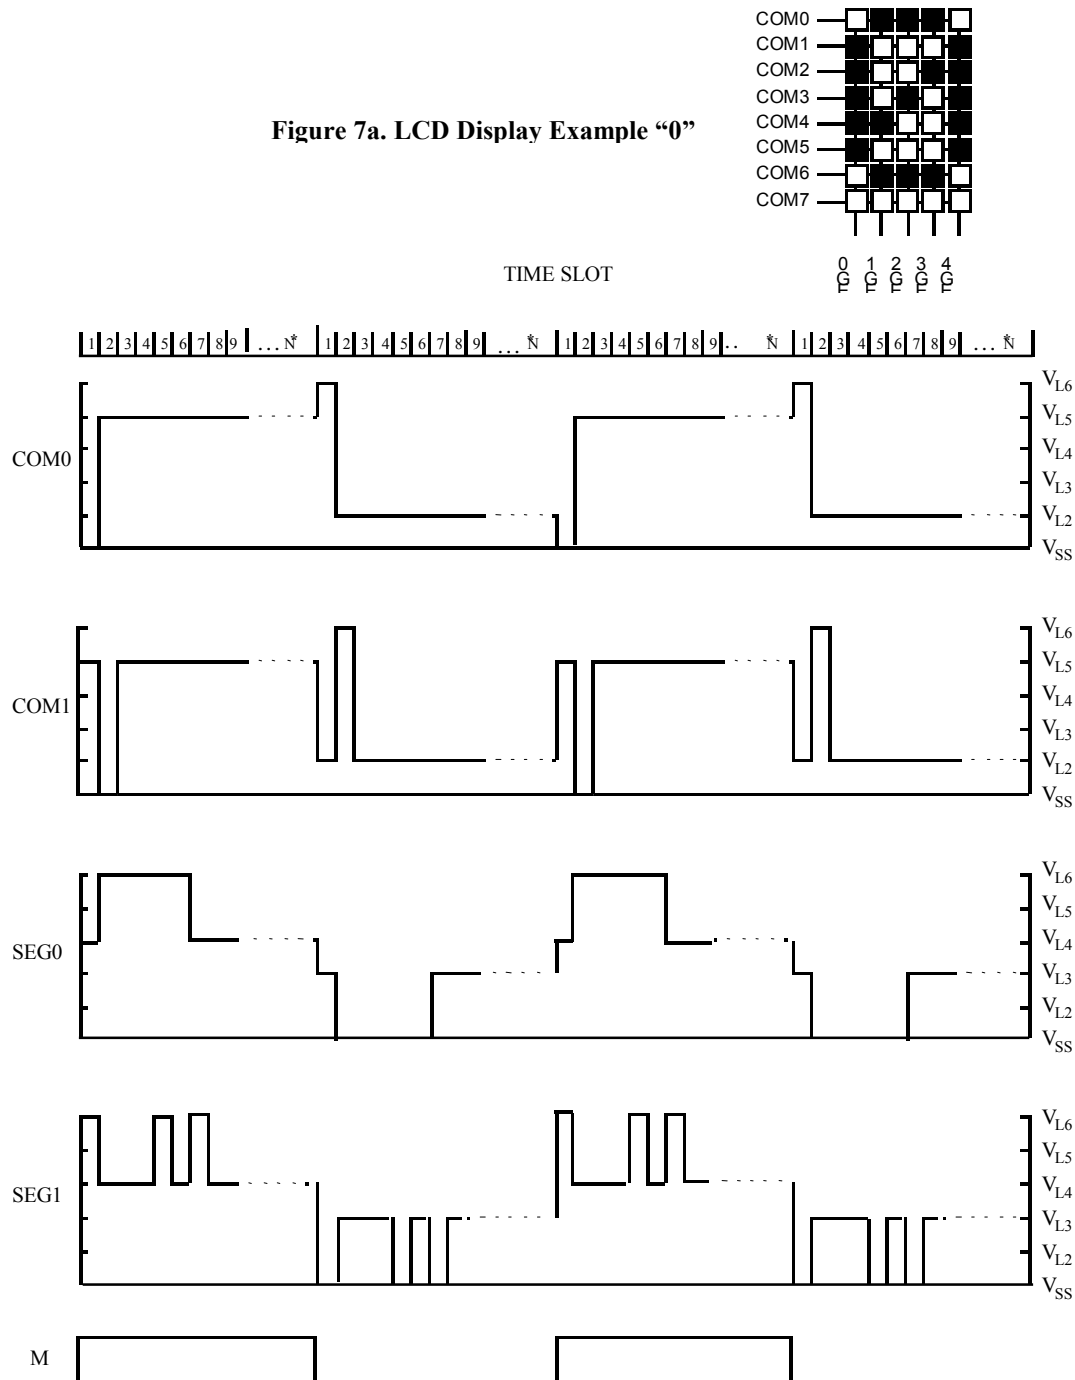 COM0
COM1
COM2
COM3
COM4
COM5
COM6
COM7
Figure 7a. LCD Display Example “0”
0 1 2 3 4
TIME SLOT
1 2 3 4 5 6 7 8 9 . . . N* 1 2 3 4 5 6 7 8 9 . . . N* 1 2 3 4 5 6 7 8 9 . . N* 1 2 3 4 5 6 7 8 9 . . . N*
COM0
VL6
VL5
VL4
VL3
VL2
VSS
COM1
VL6
VL5
VL4
VL3
VL2
VSS
SEG0
VL6
VL5
VL4
VL3
VL2
VSS
SEG1
VL6
VL5
VL4
VL3
VL2
VSS
M